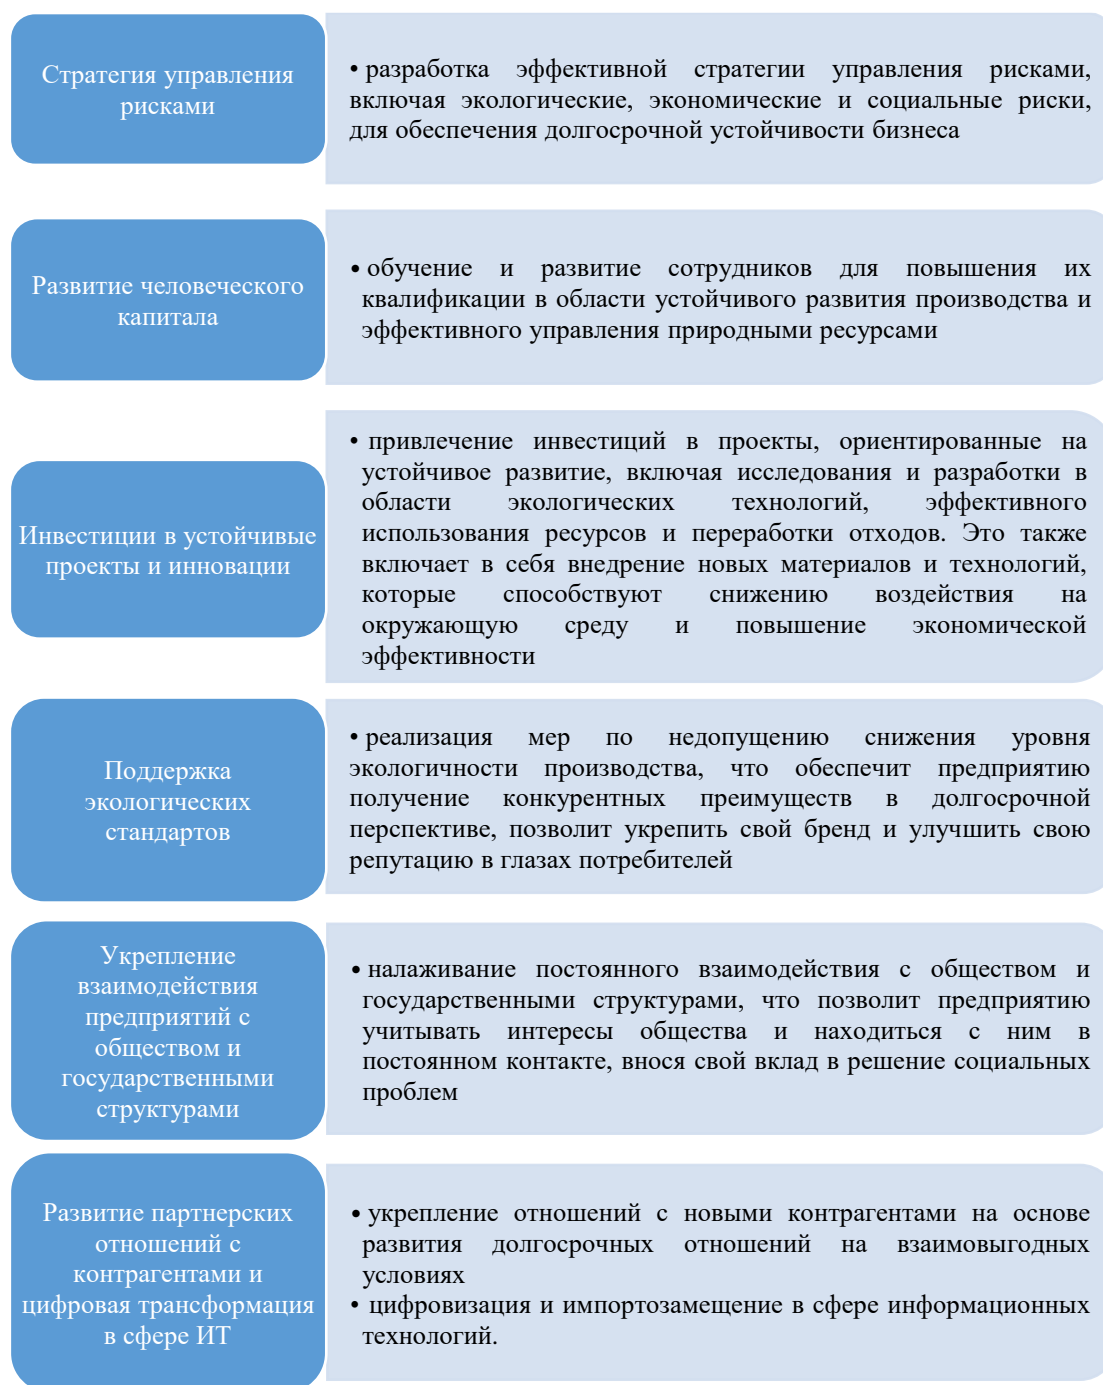 Стратегия управления
рисками
• разработка эффективной стратегии управления рисками,
включая экологические, экономические и социальные риски,
для обеспечения долгосрочной устойчивости бизнеса
Развитие человеческого
капитала
• обучение и развитие сотрудников для повышения их
квалификации в области устойчивого развития производства и
эффективного управления природными ресурсами
Инвестиции в устойчивые
проекты и инновации
• привлечение инвестиций в проекты, ориентированные на
устойчивое развитие, включая исследования и разработки в
области экологических технологий, эффективного
использования ресурсов и переработки отходов. Это также
включает в себя внедрение новых материалов и технологий,
которые способствуют снижению воздействия на
окружающую среду и повышение экономической
эффективности
Поддержка
экологических
стандартов
• реализация мер по недопущению снижения уровня
экологичности производства, что обеспечит предприятию
получение конкурентных преимуществ в долгосрочной
перспективе, позволит укрепить свой бренд и улучшить свою
репутацию в глазах потребителей
Укрепление
взаимодействия
предприятий с
обществом и
государственными
структурами
• налаживание постоянного взаимодействия с обществом и
государственными структурами, что позволит предприятию
учитывать интересы общества и находиться с ним в
постоянном контакте, внося свой вклад в решение социальных
проблем
Развитие партнерских
отношений с
контрагентами и
цифровая трансформация
в сфере ИТ
• укрепление отношений с новыми контрагентами на основе
развития долгосрочных отношений на взаимовыгодных
условиях
• цифровизация и импортозамещение в сфере информационных
технологий.